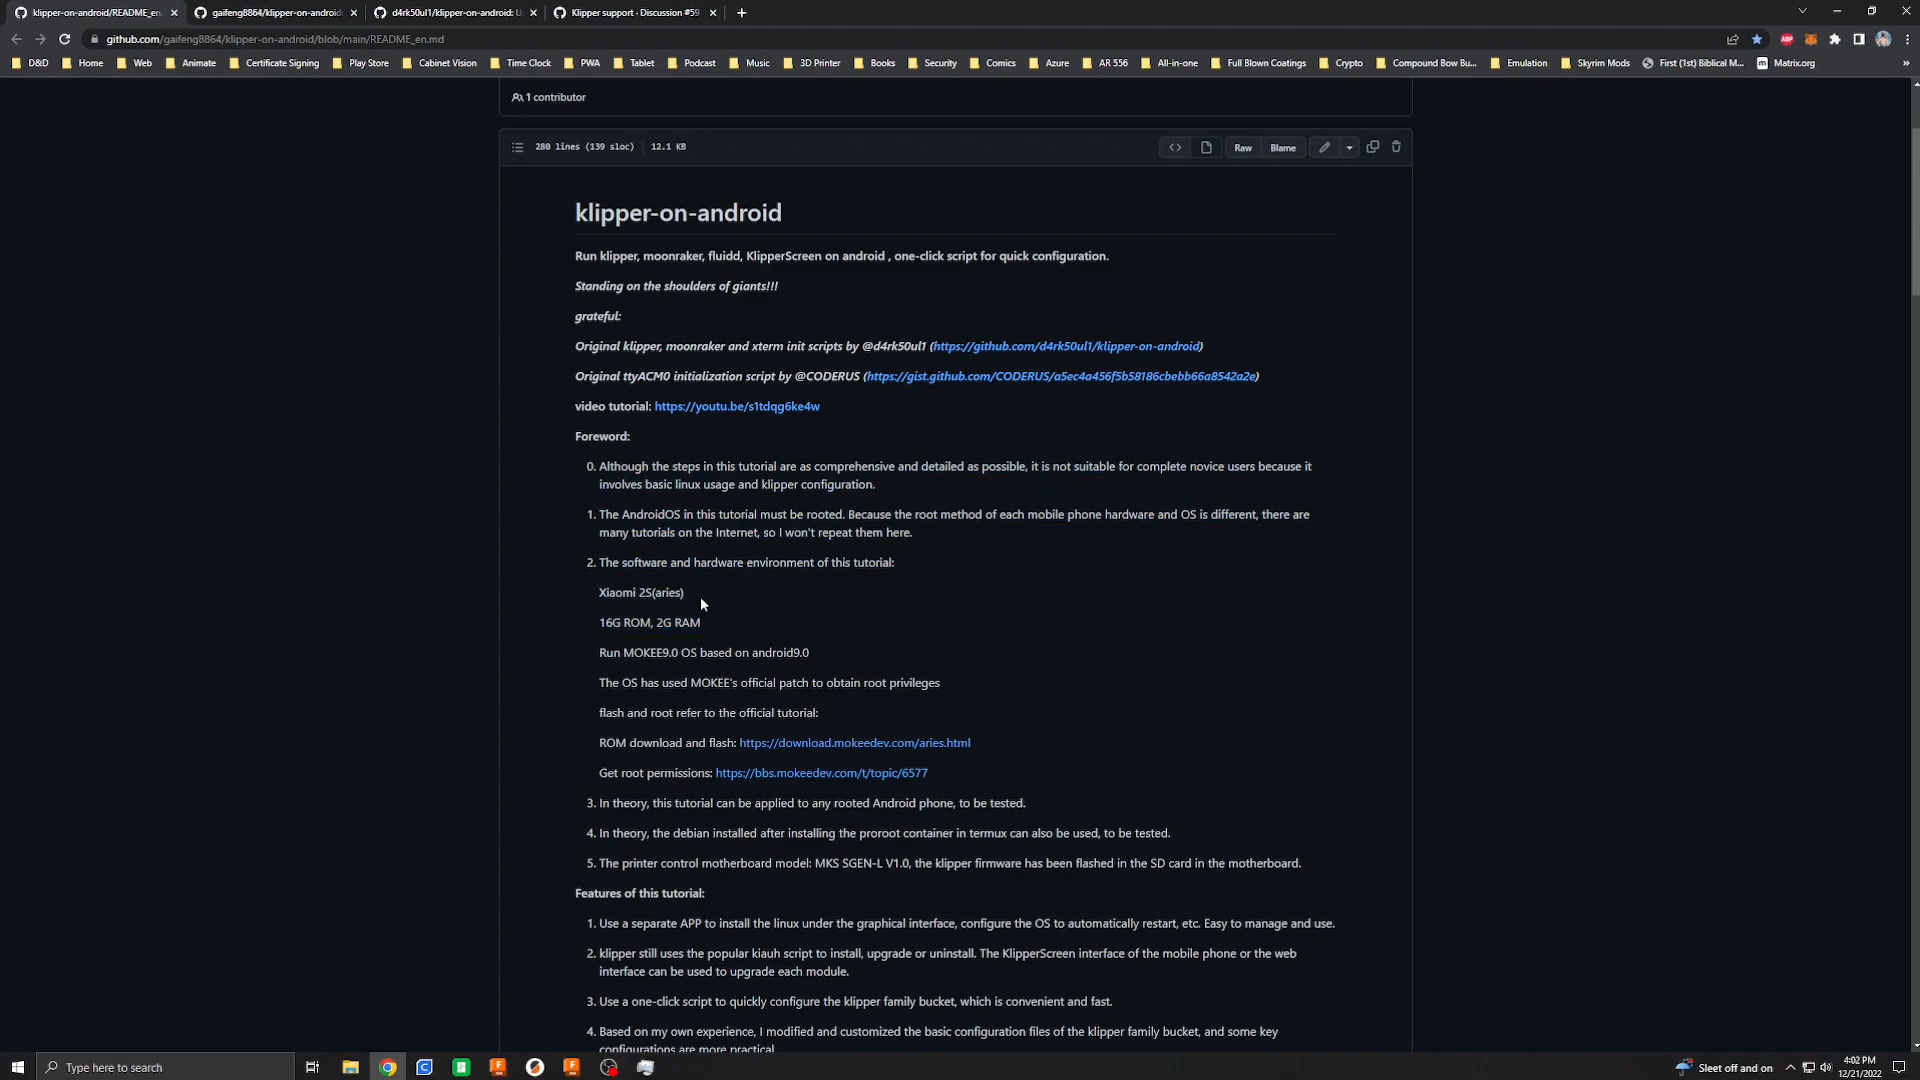 klipper-on-android/README_en.
gaifeng8864/klipper-on-android:
d4rk50ul1/klipper-on-android: U
Klipper support · Discussion #59
github.com/gaifeng8864/klipper-on-android/blob/main/README_en.md
D&D Home Web Animate Certificate Signing Play Store Cabinet Vision Time Clock PWA Tablet Podcast Music 3D Printer Books Security Comics Azure AR 556 All-in-one Full Blown Coatings Crypto Compound Bow Bu... Emulation Skyrim Mods First (1st) Biblical M... Matrix.org »
1 contributor
280 lines (139 sloc) 12.1 KB
Raw Blame
klipper-on-android
Run klipper, moonraker, fluidd, KlipperScreen on android , one-click script for quick configuration.
Standing on the shoulders of giants!!!
grateful:
Original klipper, moonraker and xterm init scripts by @d4rk50ul1 (https://github.com/d4rk50ul1/klipper-on-android)
Original ttyACM0 initialization script by @CODERUS (https://gist.github.com/CODERUS/a5ec4a456f5b58186cbebb66a8542a2e)
video tutorial: https://youtu.be/s1tdqg6ke4w
Foreword:
0. Although the steps in this tutorial are as comprehensive and detailed as possible, it is not suitable for complete novice users because it
involves basic linux usage and klipper configuration.
1. The AndroidOS in this tutorial must be rooted. Because the root method of each mobile phone hardware and OS is different, there are
many tutorials on the Internet, so I won't repeat them here.
2. The software and hardware environment of this tutorial:
Xiaomi 2S(aries)
16G ROM, 2G RAM
Run MOKEE9.0 OS based on android9.0
The OS has used MOKEE's official patch to obtain root privileges
flash and root refer to the official tutorial:
ROM download and flash: https://download.mokeedev.com/aries.html
Get root permissions: https://bbs.mokeedev.com/t/topic/6577
3. In theory, this tutorial can be applied to any rooted Android phone, to be tested.
4. In theory, the debian installed after installing the proroot container in termux can also be used, to be tested.
5. The printer control motherboard model: MKS SGEN-L V1.0, the klipper firmware has been flashed in the SD card in the motherboard.
Features of this tutorial:
1. Use a separate APP to install the linux under the graphical interface, configure the OS to automatically restart, etc. Easy to manage and use.
2. klipper still uses the popular kiauh script to install, upgrade or uninstall. The KlipperScreen interface of the mobile phone or the web
interface can be used to upgrade each module.
3. Use a one-click script to quickly configure the klipper family bucket, which is convenient and fast.
4. Based on my own experience, I modified and customized the basic configuration files of the klipper family bucket, and some key
configurations are more practical
Type here to search
Sleet off and on
4:02 PM
12/21/2022